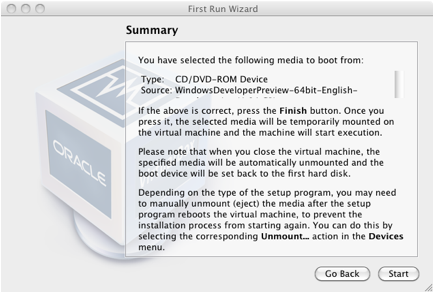 First Run Wizard
Summary
You have selected the following media to boot from:
Type: CD/DVD-ROM Device
Source: WindowsDeveloperPreview-64bit-English-
If the above is correct, press the Finish button. Once you
press it, the selected media will be temporarily mounted on
the virtual machine and the machine will start execution.
Please note that when you close the virtual machine, the
specified media will be automatically unmounted and the
boot device will be set back to the first hard disk.
Depending on the type of the setup program, you may need
to manually unmount (eject) the media after the setup
program reboots the virtual machine, to prevent the
installation process from starting again. You can do this by
selecting the corresponding Unmount... action in the Devices
menu.
ORACLE
Go Back
Start